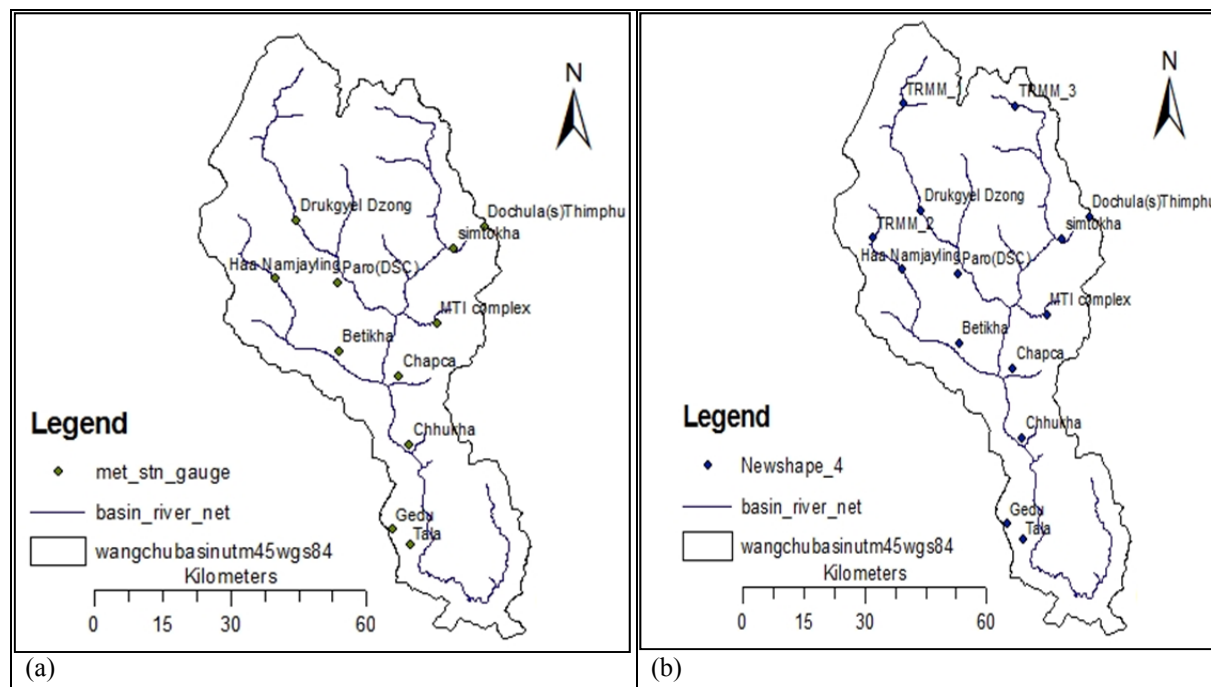 N
Drukgyel Dzong
Dochula(s)Thimphu
simtokha
Haa Namjayling
Paro(DSC)
MTI complex
Betikha
Chapca
Chhukha
Gedu
Tala
Legend
met_stn_gauge
basin_river_net
wangchubasinutm45wgs84
Kilometers
0 15 30 60
(a)
N
TRMM_1
TRMM_3
Drukgyel Dzong
Dochula(s)Thimphu
TRMM_2
simtokha
Haa Namjayling
Paro(DSC)
MTI complex
Betikha
Chapca
Chhukha
Gedu
Tala
Legend
Newshape_4
basin_river_net
wangchubasinutm45wgs84
Kilometers
0 15 30 60
(b)